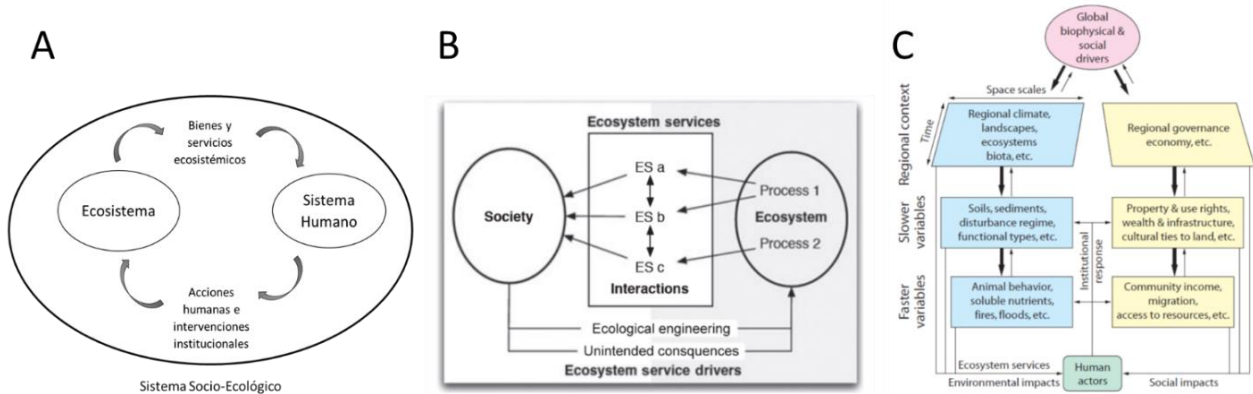 A
Bienes y
servicios
ecosistémicos
Ecosistema
Sistema
Humano
Acciones
humanas e
intervenciones
institucionales
Sistema Socio-Ecológico
B
Ecosystem services
ES a
ES b
ES c
Interactions
Society
Process 1
Ecosystem
Process 2
Ecological engineering
Unintended consquences
Ecosystem service drivers
C
Global
biophysical &
social
drivers
Space scales
Time
Regional context
Regional climate,
landscapes,
ecosystems
biota, etc.
Regional governance
economy, etc.
Slower
variables
Soils, sediments,
disturbance regime,
functional types, etc.
Institutional
response
Property & use rights,
wealth & infrastructure,
cultural ties to land, etc.
Faster
variables
Animal behavior,
soluble nutrients,
fires, floods, etc.
Community income,
migration,
access to resources, etc.
Ecosystem services
Environmental impacts
Human
actors
Social impacts